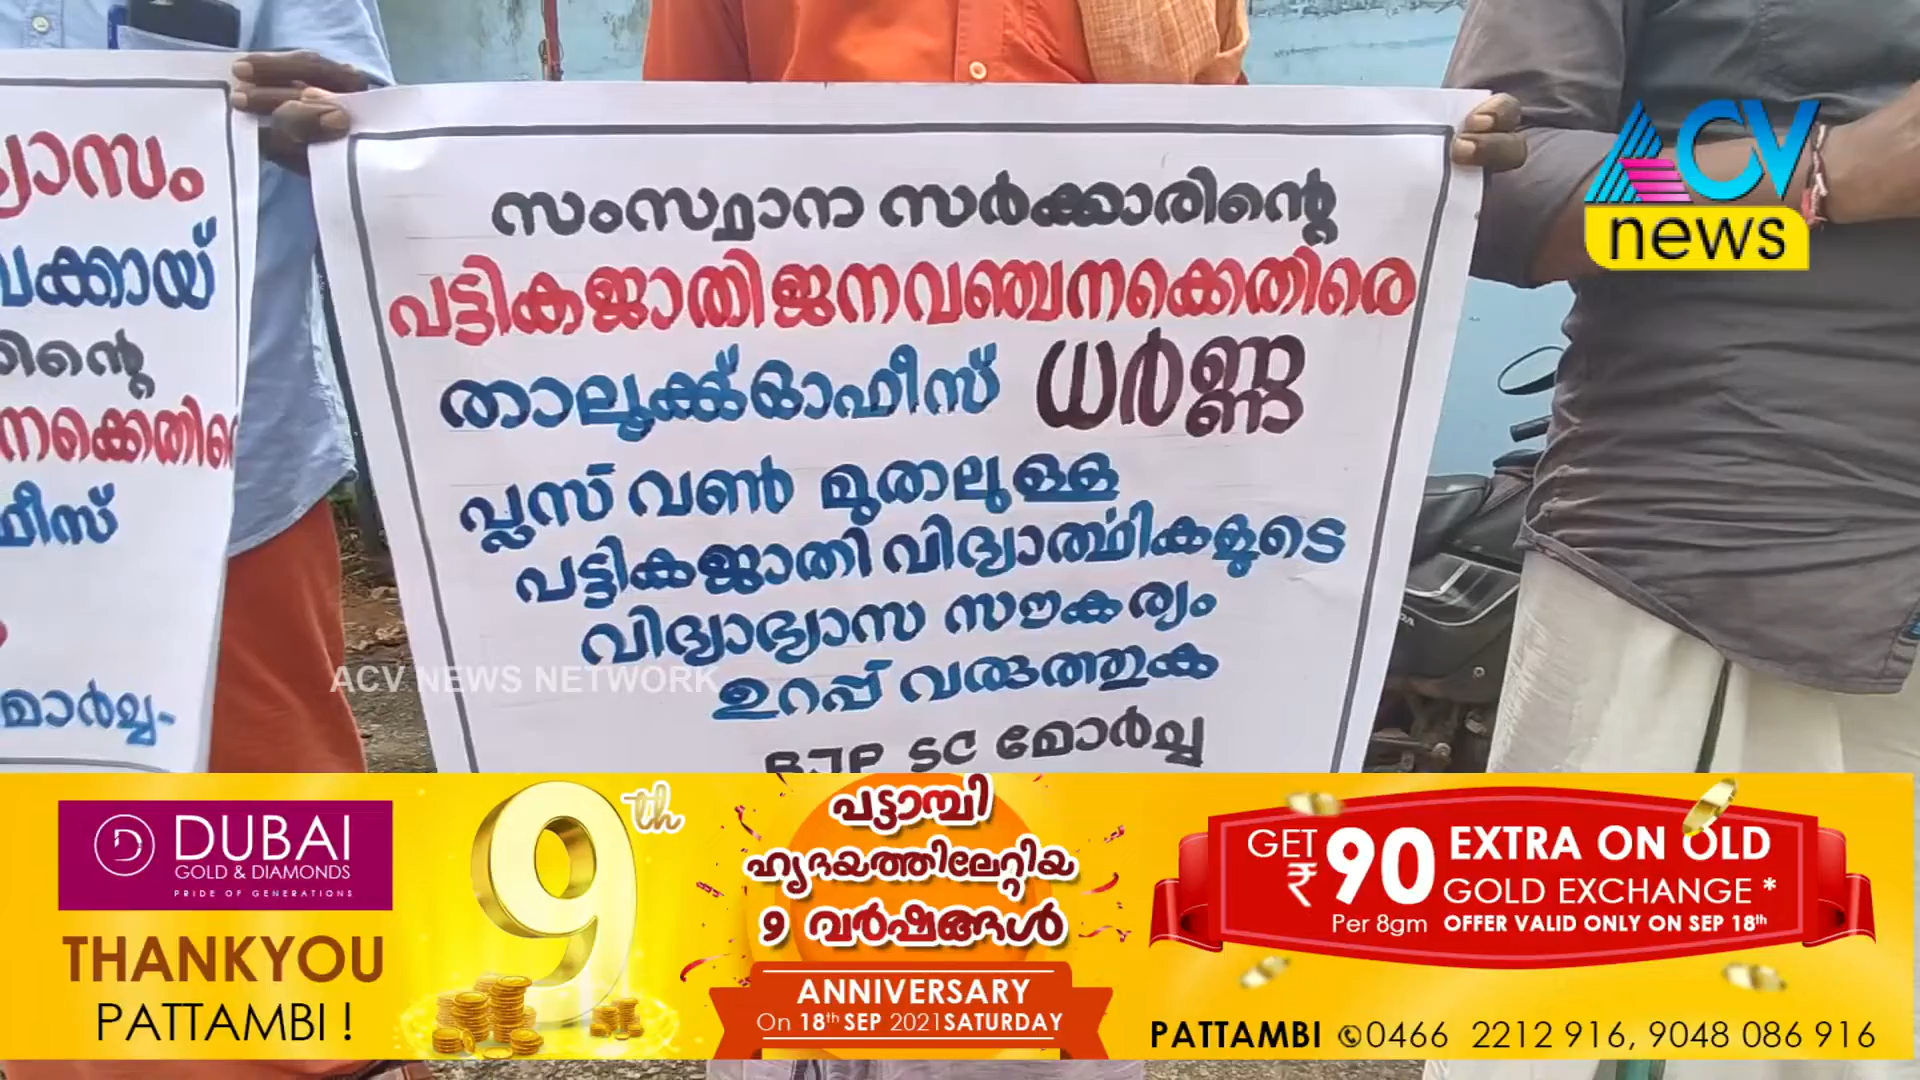 ്യാസം
വക്കായ്
ിന്റെ
നക്കെതിരെ
ഫീസ്
മോർച്ച
സംസ്ഥാന സർക്കാരിന്റെ
പട്ടികജാതി ജനവഞ്ചനക്കെതിരെ
താലൂക്ക് ഓഫീസ് ധർണ്ണ
പ്ലസ് വൺ മുതലുള്ള
പട്ടികജാതി വിദ്യാർത്ഥികളുടെ
വിദ്യാഭ്യാസ സൗകര്യം
ഉറപ്പ് വരുത്തുക
BJP SC മോർച്ച
ACV
news
ACV NEWS NETWORK
DUBAI
GOLD & DIAMONDS
PRIDE OF GENERATIONS
THANKYOU
PATTAMBI !
9th
പട്ടാമ്പി
ഹൃദയത്തിലേറ്റിയ
9 വർഷങ്ങൾ
ANNIVERSARY
On 18th SEP 2021 SATURDAY
GET ₹ 90 EXTRA ON OLD
GOLD EXCHANGE *
Per 8gm OFFER VALID ONLY ON SEP 18th
PATTAMBI ✆0466 2212 916, 9048 086 916